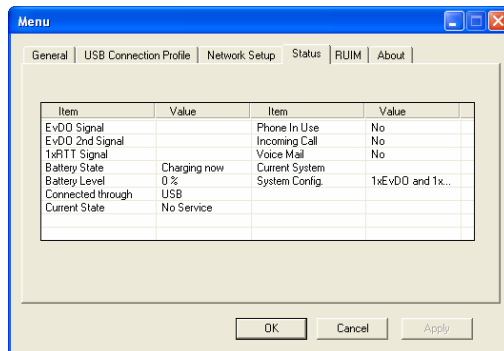 Menu
General USB Connection Profile Network Setup Status RUIM About
Item Value Item Value
EvDO Signal Phone In Use No
EvDO 2nd Signal Incoming Call No
1xRTT Signal Voice Mail No
Battery State Charging now Current System
Battery Level 0 % System Config. 1xEvDO and 1x...
Connected through USB
Current State No Service
OK Cancel Apply